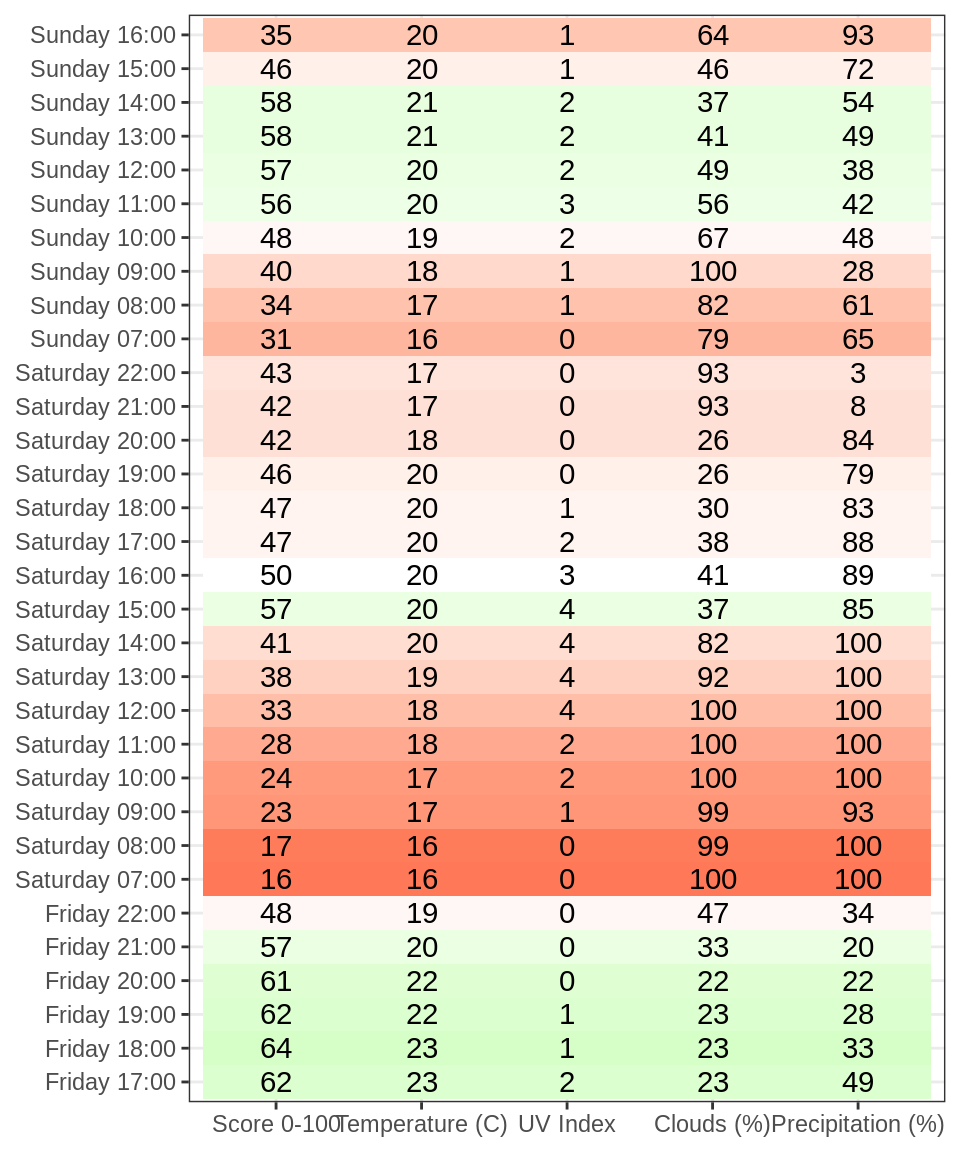 Sunday 16:00 35 20 1 64 93
Sunday 15:00 46 20 1 46 72
Sunday 14:00 58 21 2 37 54
Sunday 13:00 58 21 2 41 49
Sunday 12:00 57 20 2 49 38
Sunday 11:00 56 20 3 56 42
Sunday 10:00 48 19 2 67 48
Sunday 09:00 40 18 1 100 28
Sunday 08:00 34 17 1 82 61
Sunday 07:00 31 16 0 79 65
Saturday 22:00 43 17 0 93 3
Saturday 21:00 42 17 0 93 8
Saturday 20:00 42 18 0 26 84
Saturday 19:00 46 20 0 26 79
Saturday 18:00 47 20 1 30 83
Saturday 17:00 47 20 2 38 88
Saturday 16:00 50 20 3 41 89
Saturday 15:00 57 20 4 37 85
Saturday 14:00 41 20 4 82 100
Saturday 13:00 38 19 4 92 100
Saturday 12:00 33 18 4 100 100
Saturday 11:00 28 18 2 100 100
Saturday 10:00 24 17 2 100 100
Saturday 09:00 23 17 1 99 93
Saturday 08:00 17 16 0 99 100
Saturday 07:00 16 16 0 100 100
Friday 22:00 48 19 0 47 34
Friday 21:00 57 20 0 33 20
Friday 20:00 61 22 0 22 22
Friday 19:00 62 22 1 23 28
Friday 18:00 64 23 1 23 33
Friday 17:00 62 23 2 23 49
Score 0-100 Temperature (C) UV Index Clouds (%) Precipitation (%)